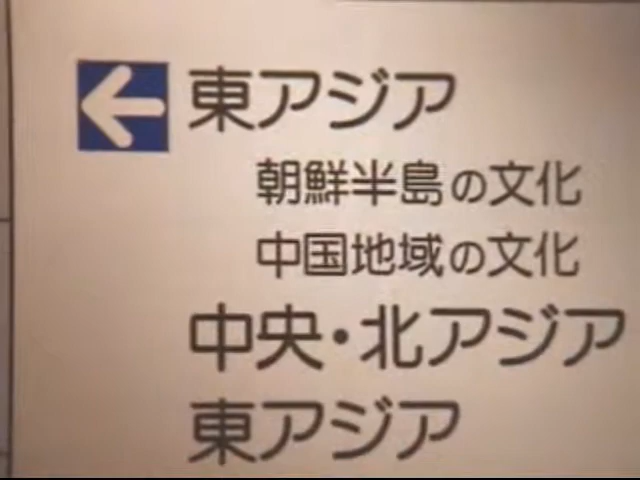 東アジア
朝鮮半島の文化
中国地域の文化
中央・北アジア
東アジア